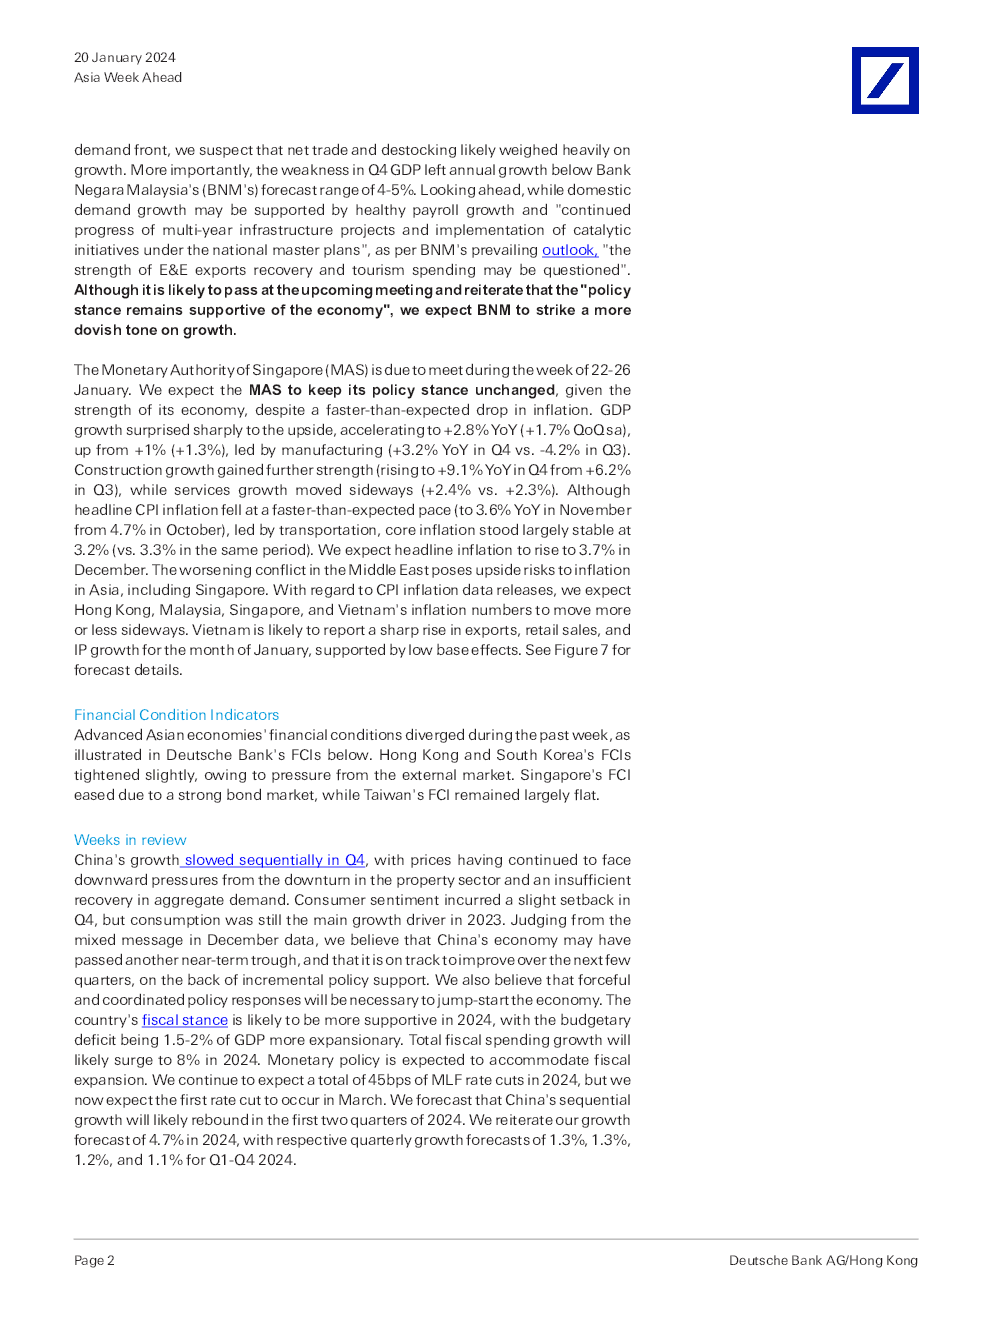 20 January 2024
Asia Week Ahead
demand front, we suspect that net trade and destocking likely weighed heavily on
growth. More importantly, the weakness in Q4 GDP left annual growth below Bank
Negara Malaysia's (BNM's) forecast range of 4-5%. Looking ahead, while domestic
demand growth may be supported by healthy payroll growth and "continued
progress of multi-year infrastructure projects and implementation of catalytic
initiatives under the national master plans", as per BNM's prevailing outlook, "the
strength of E&E exports recovery and tourism spending may be questioned".
Although it is likely to pass at the upcoming meeting and reiterate that the "policy
stance remains supportive of the economy", we expect BNM to strike a more
dovish tone on growth.
The Monetary Authority of Singapore (MAS) is due to meet during the week of 22-26
January. We expect the MAS to keep its policy stance unchanged, given the
strength of its economy, despite a faster-than-expected drop in inflation. GDP
growth surprised sharply to the upside, accelerating to +2.8% YoY (+1.7% QoQ sa),
up from +1% (+1.3%), led by manufacturing (+3.2% YoY in Q4 vs. -4.2% in Q3).
Construction growth gained further strength (rising to +9.1% YoY in Q4 from +6.2%
in Q3), while services growth moved sideways (+2.4% vs. +2.3%). Although
headline CPI inflation fell at a faster-than-expected pace (to 3.6% YoY in November
from 4.7% in October), led by transportation, core inflation stood largely stable at
3.2% (vs. 3.3% in the same period). We expect headline inflation to rise to 3.7% in
December. The worsening conflict in the Middle East poses upside risks to inflation
in Asia, including Singapore. With regard to CPI inflation data releases, we expect
Hong Kong, Malaysia, Singapore, and Vietnam's inflation numbers to move more
or less sideways. Vietnam is likely to report a sharp rise in exports, retail sales, and
IP growth for the month of January, supported by low base effects. See Figure 7 for
forecast details.
Financial Condition Indicators
Advanced Asian economies' financial conditions diverged during the past week, as
illustrated in Deutsche Bank's FCIs below. Hong Kong and South Korea's FCIs
tightened slightly, owing to pressure from the external market. Singapore's FCI
eased due to a strong bond market, while Taiwan's FCI remained largely flat.
Weeks in review
China's growth slowed sequentially in Q4, with prices having continued to face
downward pressures from the downturn in the property sector and an insufficient
recovery in aggregate demand. Consumer sentiment incurred a slight setback in
Q4, but consumption was still the main growth driver in 2023. Judging from the
mixed message in December data, we believe that China's economy may have
passed another near-term trough, and that it is on track to improve over the next few
quarters, on the back of incremental policy support. We also believe that forceful
and coordinated policy responses will be necessary to jump-start the economy. The
country's fiscal stance is likely to be more supportive in 2024, with the budgetary
deficit being 1.5-2% of GDP more expansionary. Total fiscal spending growth will
likely surge to 8% in 2024. Monetary policy is expected to accommodate fiscal
expansion. We continue to expect a total of 45bps of MLF rate cuts in 2024, but we
now expect the first rate cut to occur in March. We forecast that China's sequential
growth will likely rebound in the first two quarters of 2024. We reiterate our growth
forecast of 4.7% in 2024, with respective quarterly growth forecasts of 1.3%, 1.3%,
1.2%, and 1.1% for Q1-Q4 2024.
Page 2
Deutsche Bank AG/Hong Kong